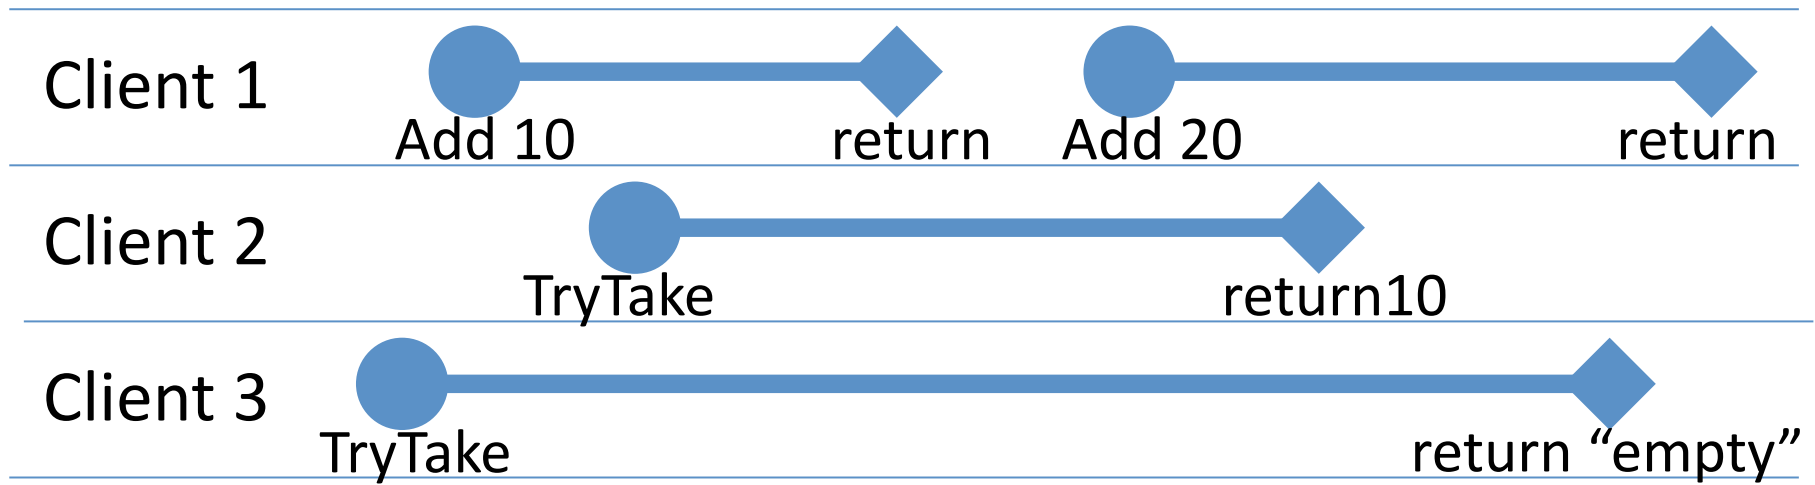 Client 1
Add 10 return Add 20 return
Client 2
TryTake return10
Client 3
TryTake return “empty”